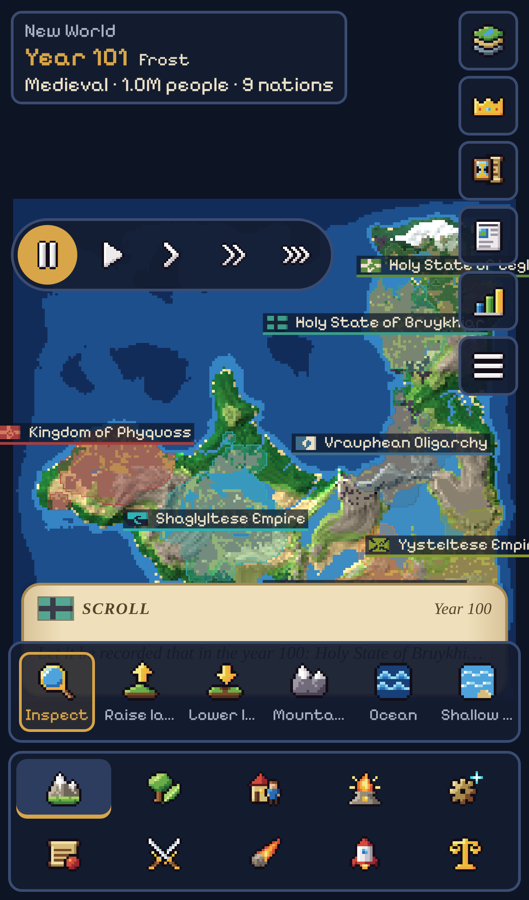 New World
Year 101 Frost
Medieval · 1.0M people · 9 nations
Holy State of
Holy State of Bruykh
Kingdom of Phyquoss
Vrauphean Oligarchy
Shaglyltese Empire
Yysteltese Empi
SCROLL
Year 100
recorded that in the year 100: Holy State of Bruykh...
Inspect
Raise la...
Lower l...
Mounta...
Ocean
Shallow ...